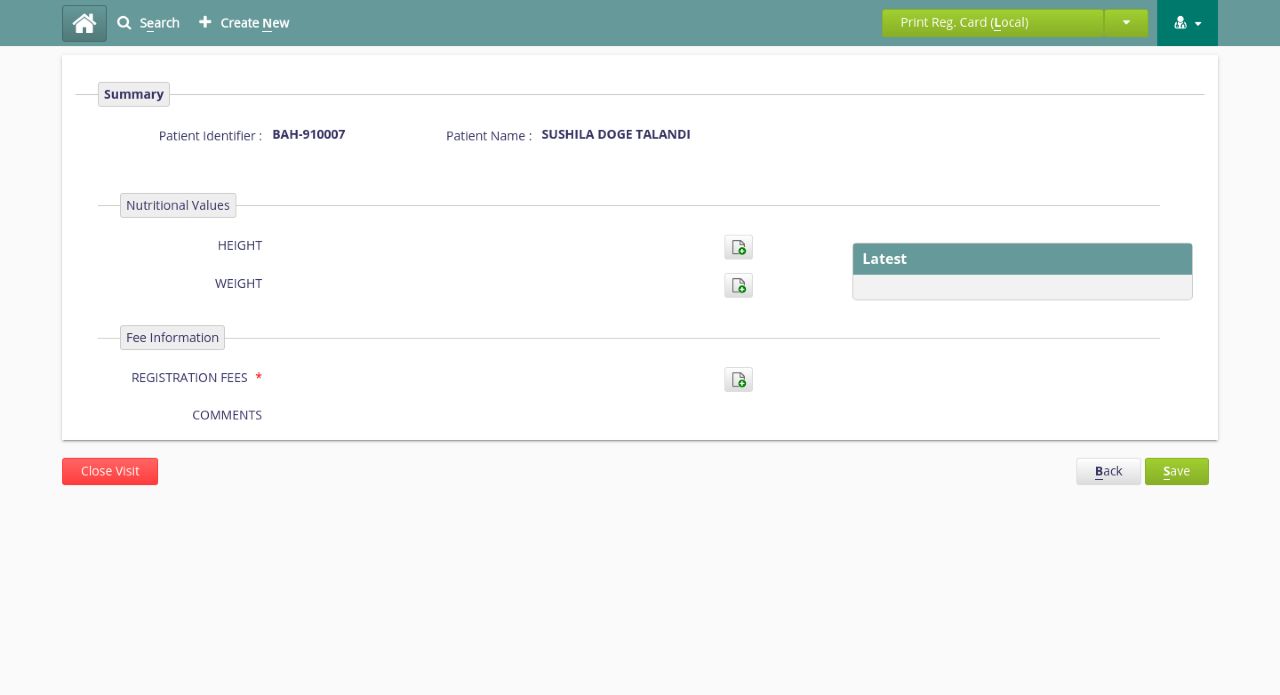 Search
Create New
Print Reg. Card (Local)
Summary
Patient Identifier : BAH-910007
Patient Name : SUSHILA DOGE TALANDI
Nutritional Values
HEIGHT
Latest
WEIGHT
Fee Information
REGISTRATION FEES *
COMMENTS
Close Visit
Back
Save